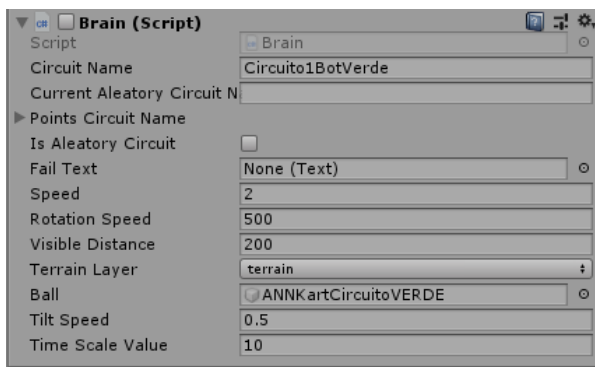 Brain (Script)
Script Brain
Circuit Name Circuito1BotVerde
Current Aleatory Circuit N
Points Circuit Name
Is Aleatory Circuit
Fail Text None (Text)
Speed 2
Rotation Speed 500
Visible Distance 200
Terrain Layer terrain
Ball ANNKartCircuitoVERDE
Tilt Speed 0.5
Time Scale Value 10